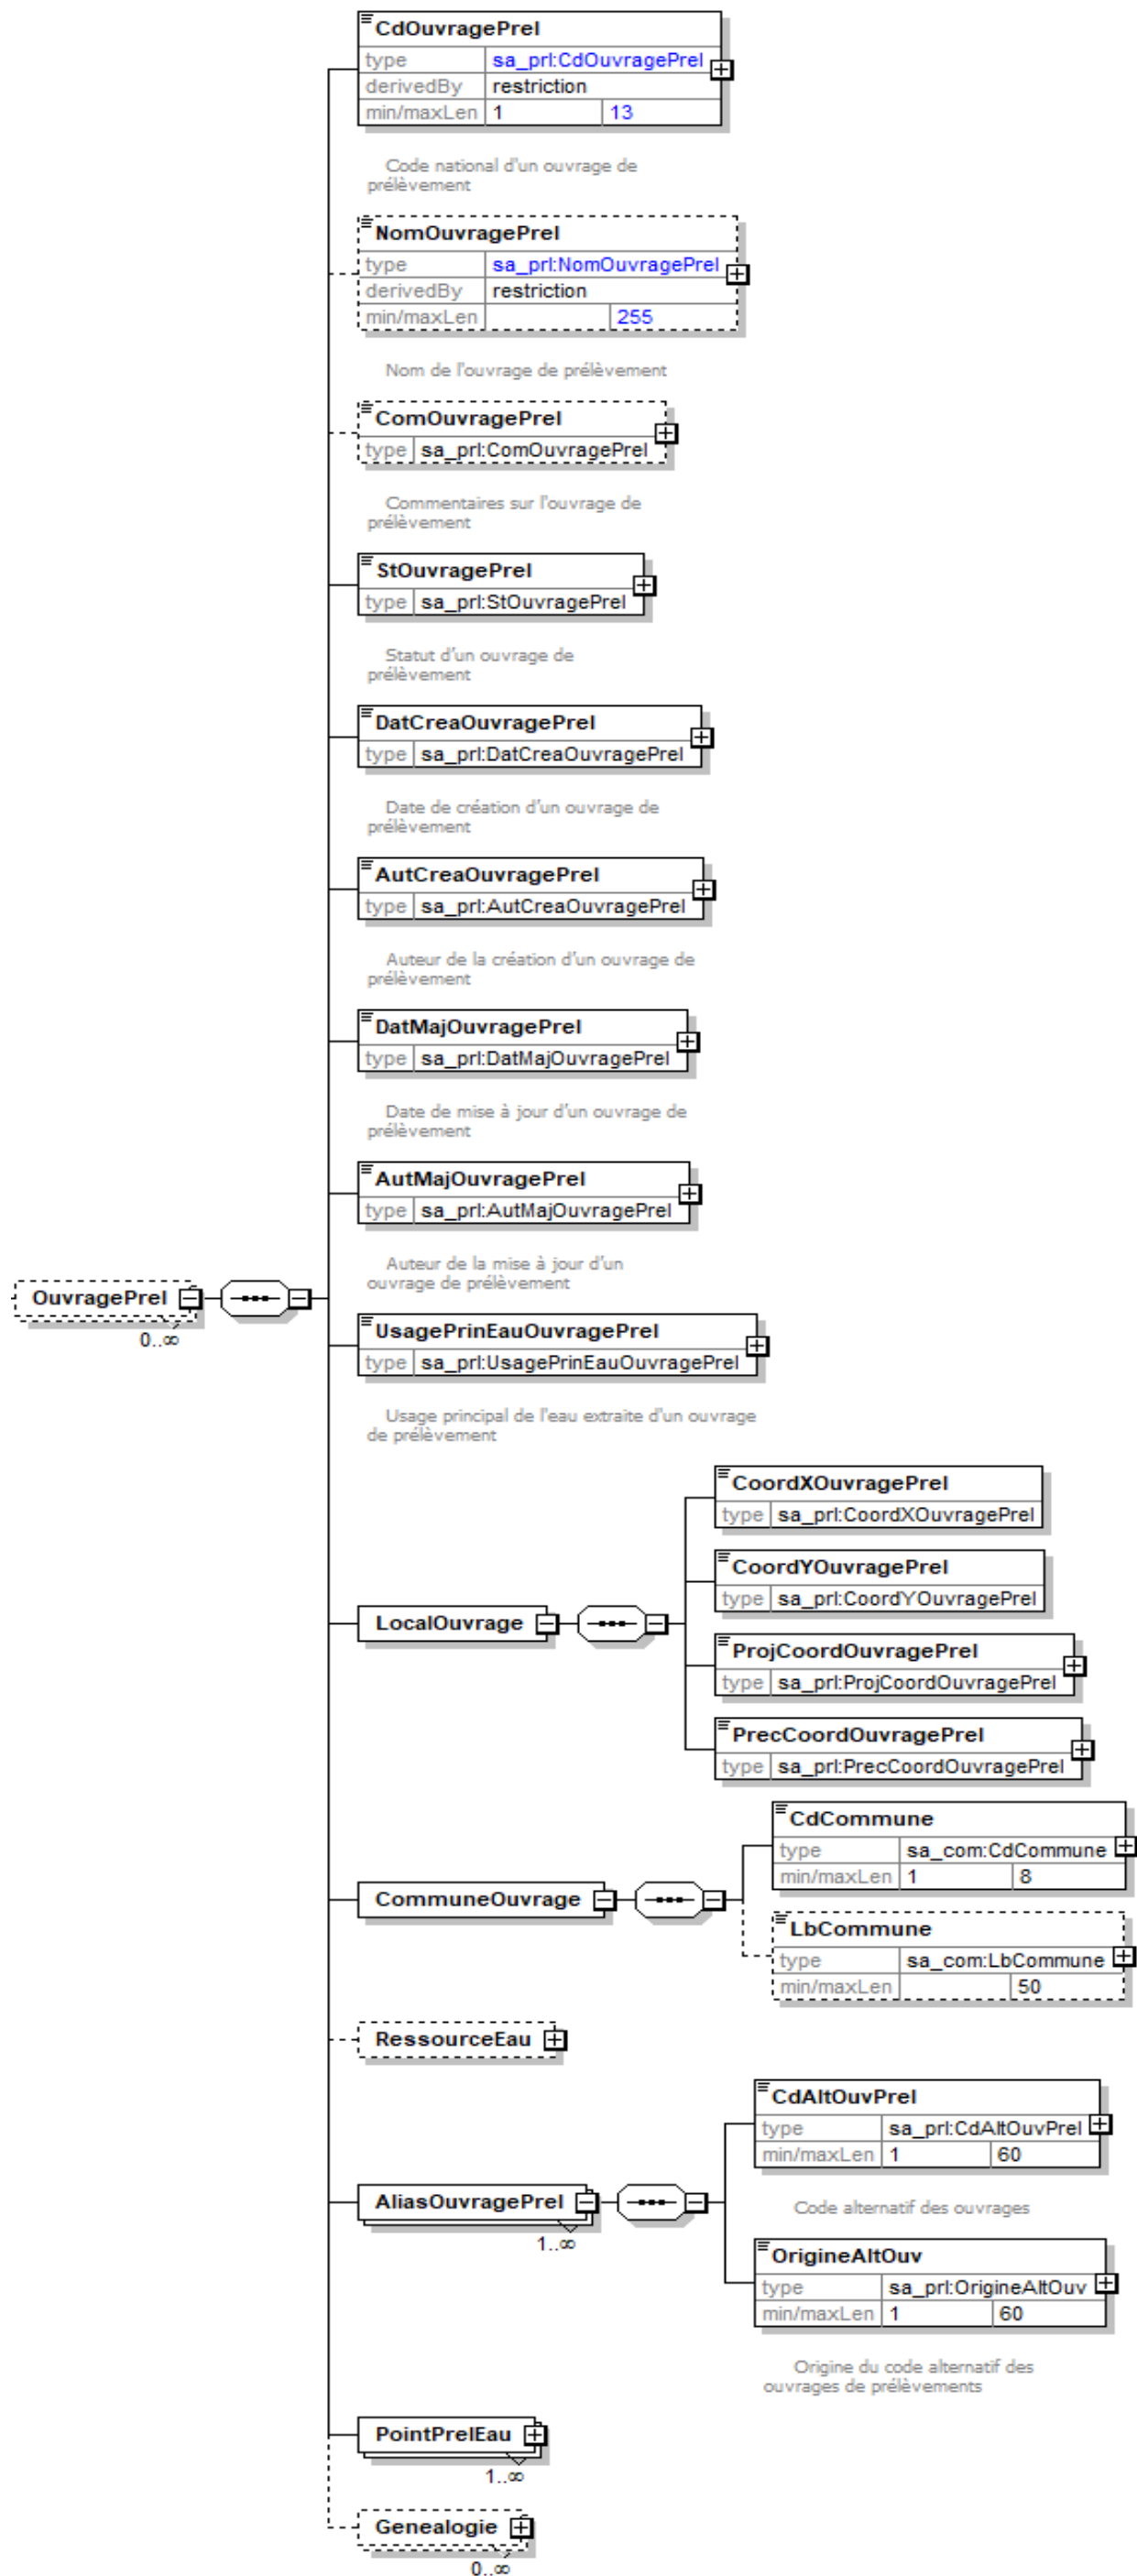 CdOuvragePrel
type sa_prl:CdOuvragePrel
derivedBy restriction
min/maxLen 1 13
Code national d'un ouvrage de
prélèvement
NomOuvragePrel
type sa_prl:NomOuvragePrel
derivedBy restriction
min/maxLen 255
Nom de l'ouvrage de prélèvement
ComOuvragePrel
type sa_prl:ComOuvragePrel
Commentaires sur l'ouvrage de
prélèvement
StOuvragePrel
type sa_prl:StOuvragePrel
Statut d'un ouvrage de
prélèvement
DatCreaOuvragePrel
type sa_prl:DatCreaOuvragePrel
Date de création d'un ouvrage de
prélèvement
AutCreaOuvragePrel
type sa_prl:AutCreaOuvragePrel
Auteur de la création d'un ouvrage de
prélèvement
DatMajOuvragePrel
type sa_prl:DatMajOuvragePrel
Date de mise à jour d'un ouvrage de
prélèvement
AutMajOuvragePrel
type sa_prl:AutMajOuvragePrel
Auteur de la mise à jour d'un
ouvrage de prélèvement
OuvragePrel
0..∞
UsagePrinEauOuvragePrel
type sa_prl:UsagePrinEauOuvragePrel
Usage principal de l'eau extraite d'un ouvrage
de prélèvement
LocalOuvrage
CoordXOuvragePrel
type sa_prl:CoordXOuvragePrel
CoordYOuvragePrel
type sa_prl:CoordYOuvragePrel
ProjCoordOuvragePrel
type sa_prl:ProjCoordOuvragePrel
PrecCoordOuvragePrel
type sa_prl:PrecCoordOuvragePrel
CommuneOuvrage
CdCommune
type sa_com:CdCommune
min/maxLen 1 8
LbCommune
type sa_com:LbCommune
min/maxLen 50
RessourceEau
AliasOuvragePrel
1..∞
CdAltOuvPrel
type sa_prl:CdAltOuvPrel
min/maxLen 1 60
Code alternatif des ouvrages
OrigineAltOuv
type sa_prl:OrigineAltOuv
min/maxLen 1 60
Origine du code alternatif des
ouvrages de prélèvements
PointPrelEau
1..∞
Genealogie
0..∞